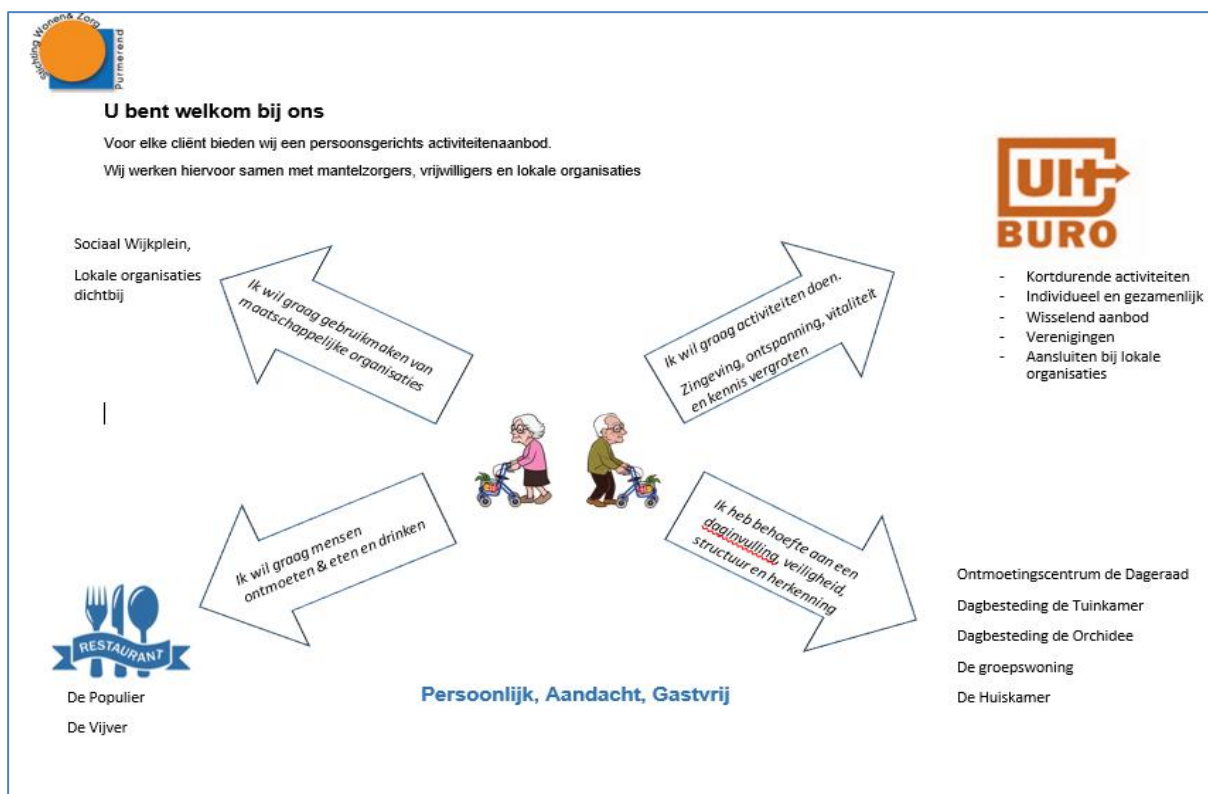 Stichting Wonen & Zorg
Purmerend
U bent welkom bij ons
Voor elke cliënt bieden wij een persoonsgerichts activiteitenaanbod.
Wij werken hiervoor samen met mantelzorgers, vrijwilligers en lokale organisaties
Sociaal Wijkplein,
Lokale organisaties
dichtbij
Ik wil graag gebruikmaken van
maatschappelijke organisaties
Ik wil graag activiteiten doen.
Zingeving, ontspanning, vitaliteit
en kennis vergroten
UIt
BURO
- Kortdurende activiteiten
- Individueel en gezamenlijk
- Wisselend aanbod
- Verenigingen
- Aansluiten bij lokale
organisaties
Ik wil graag mensen
ontmoeten & eten en drinken
RESTAURANT
De Populier
De Vijver
Ik heb behoefte aan een
daginvulling, veiligheid,
structuur en herkenning
Ontmoetingscentrum de Dageraad
Dagbesteding de Tuinkamer
Dagbesteding de Orchidee
De groepswoning
De Huiskamer
Persoonlijk, Aandacht, Gastvrij